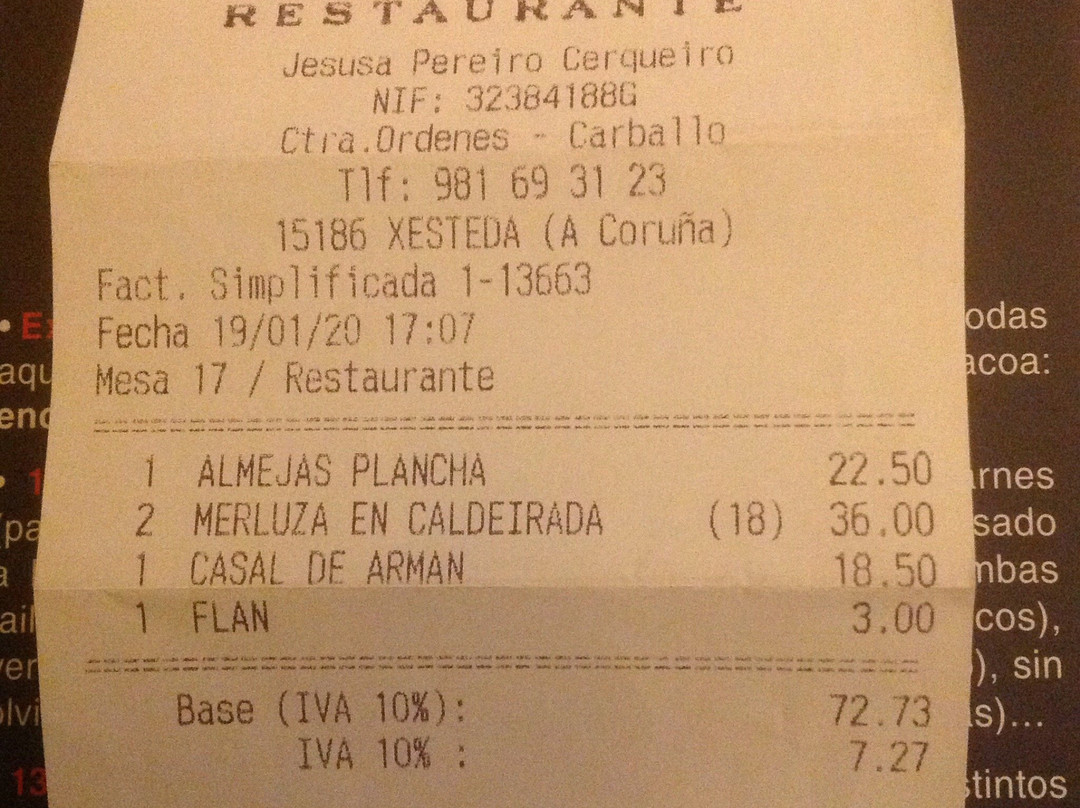 RESTAURANTE
Jesusa Pereiro Cerqueiro
NIF: 32384188G
Ctra.Ordenes - Carballo
Tlf: 981 69 31 23
15186 XESTEDA (A Coruña)
Fact. Simplificada 1-13663
Fecha 19/01/20 17:07
Mesa 17 / Restaurante
1 ALMEJAS PLANCHA 22.50
2 MERLUZA EN CALDEIRADA (18) 36.00
1 CASAL DE ARMAN 18.50
1 FLAN 3.00
Base (IVA 10%): 72.73
IVA 10% : 7.27
odas
acoa:
arnes
sado
mbas
cos),
), sin
as)...
stintos